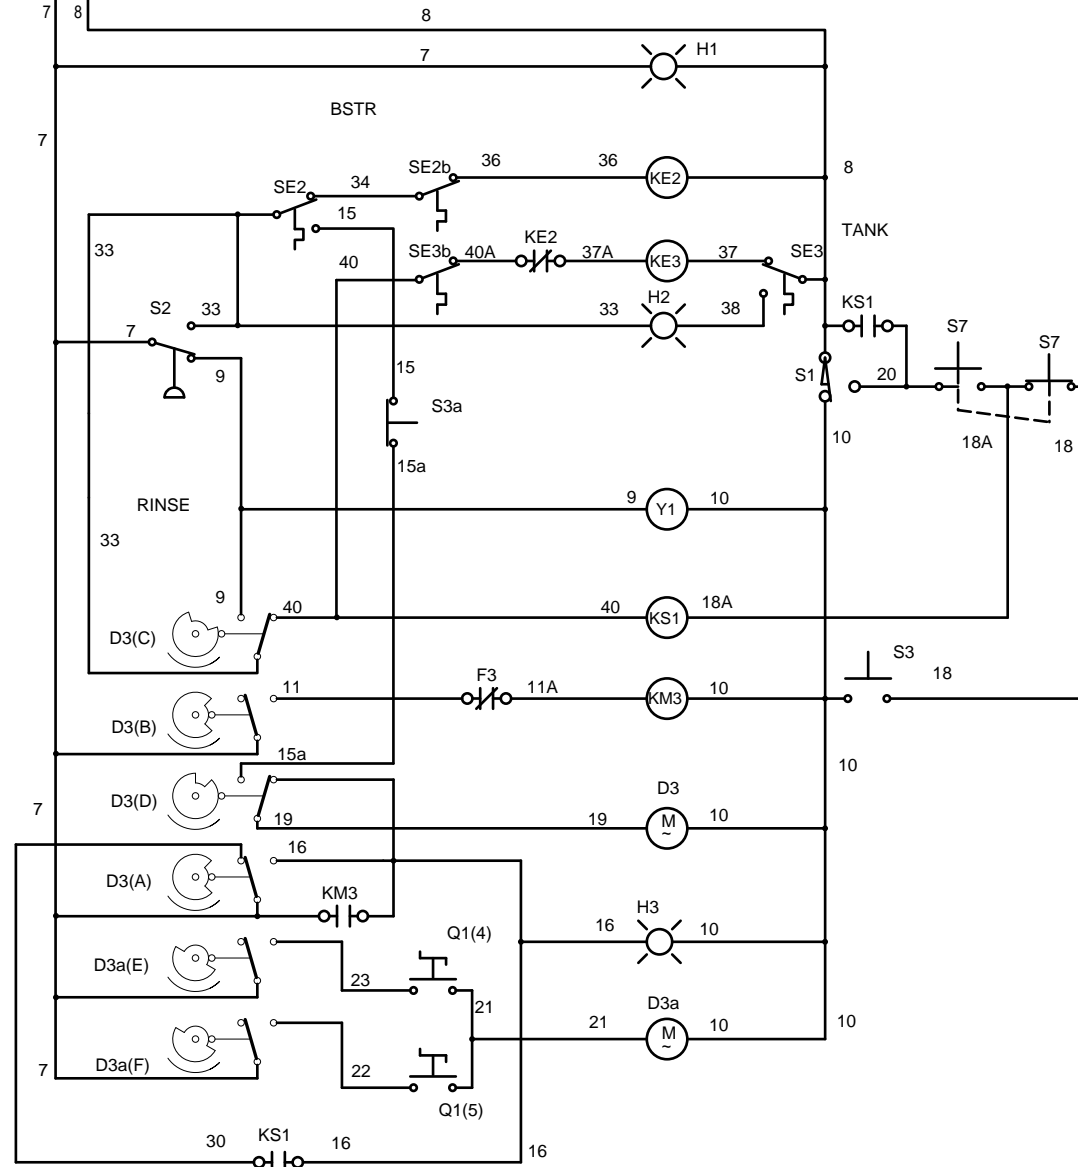 7 8 8
7 H1
BSTR
7
SE2b 36 36 KE2 8
SE2 34
15
TANK
33 SE3b 40A KE2 37A KE3 37 SE3
40
H2
S2 33 33 38 KS1
7
S7 S7
9 15 S1 20
S3a
10 18A 18
15a
RINSE 9 Y1 10
33
9 40 40 KS1 18A
D3(C)
S3
11 F3 11A KM3 10 18
D3(B)
15a 10
D3(D) D3
7 19 19 M ~ 10
16
D3(A)
KM3 H3
16 10
Q1(4)
D3a(E)
23 21 D3a
21 M ~ 10 10
D3a(F)
7 22
Q1(5)
30 KS1 16 16